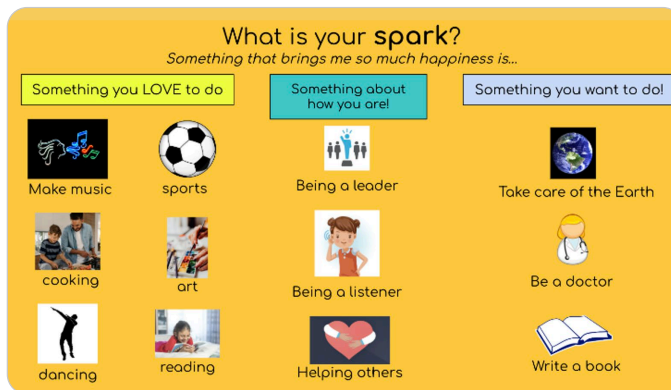 What is your spark?
Something that brings me so much happiness is...
Something you LOVE to do
Make music
sports
cooking
art
dancing
reading
Something about
how you are!
Being a leader
Being a listener
Helping others
Something you want to do!
Take care of the Earth
Be a doctor
Write a book